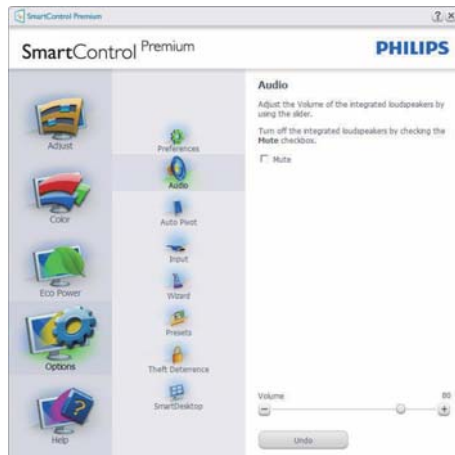 SmartControl Premium
? x
SmartControl Premium
PHILIPS
Adjust
Color
Eco Power
Options
Help
Preferences
Audio
Auto Pivot
Input
Wizard
Presets
Theft Deterrence
SmartDesktop
Audio
Adjust the Volume of the integrated loudspeakers by
using the slider.
Turn off the integrated loudspeakers by checking the
Mute checkbox.
Mute
Volume 80
Undo